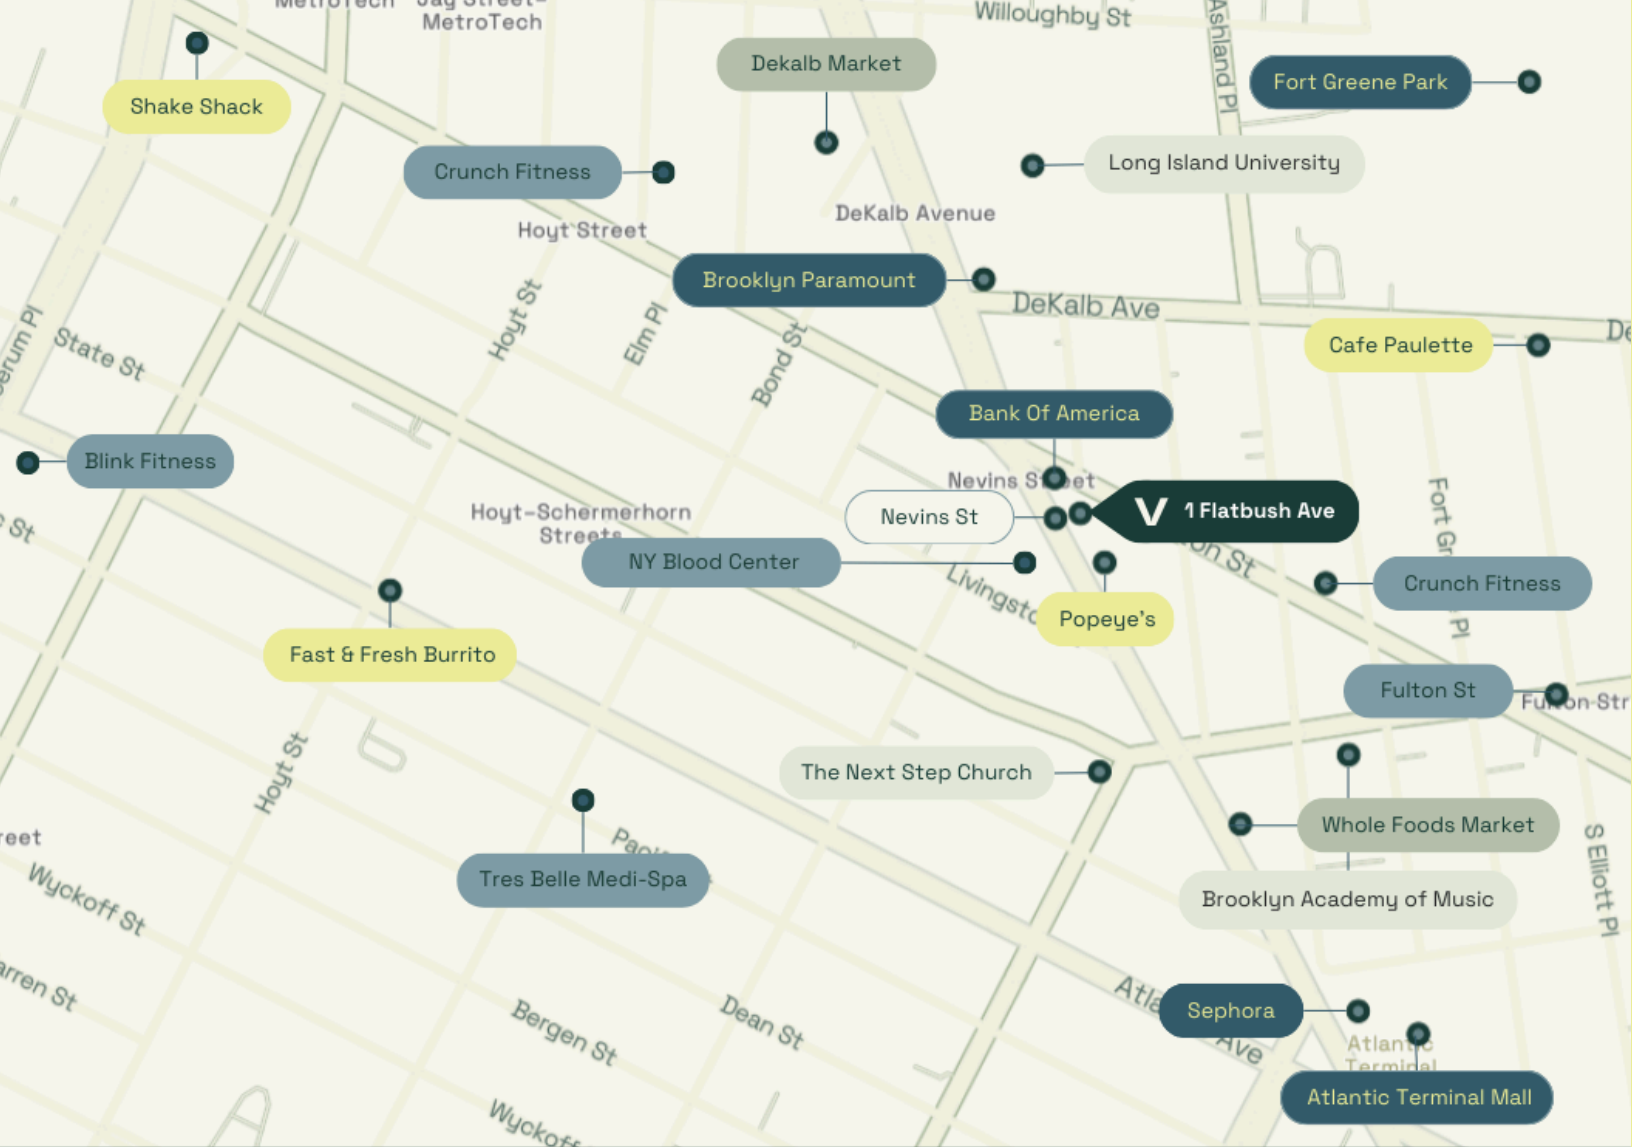 MetroTech
Jay Street-
MetroTech
Willoughby St
Ashland Pl
Dekalb Market
Fort Greene Park
Shake Shack
Crunch Fitness
Long Island University
DeKalb Avenue
Hoyt Street
Brooklyn Paramount
DeKalb Ave
Hoyt St
Elm Pl
Bond St
State St
Cafe Paulette
Bank Of America
Blink Fitness
Nevins Street
Nevins St
V 1 Flatbush Ave
Hoyt-Schermerhorn
Streets
NY Blood Center
Fort Gr
Pl
Crunch Fitness
Popeye's
Fast & Fresh Burrito
Fulton St
The Next Step Church
Hoyt St
Whole Foods Market
Tres Belle Medi-Spa
Brooklyn Academy of Music
S Elliott Pl
Wyckoff St
Sephora
Ave
Bergen St
Dean St
Atlantic
Terminal
Atlantic Terminal Mall
Wyckoff